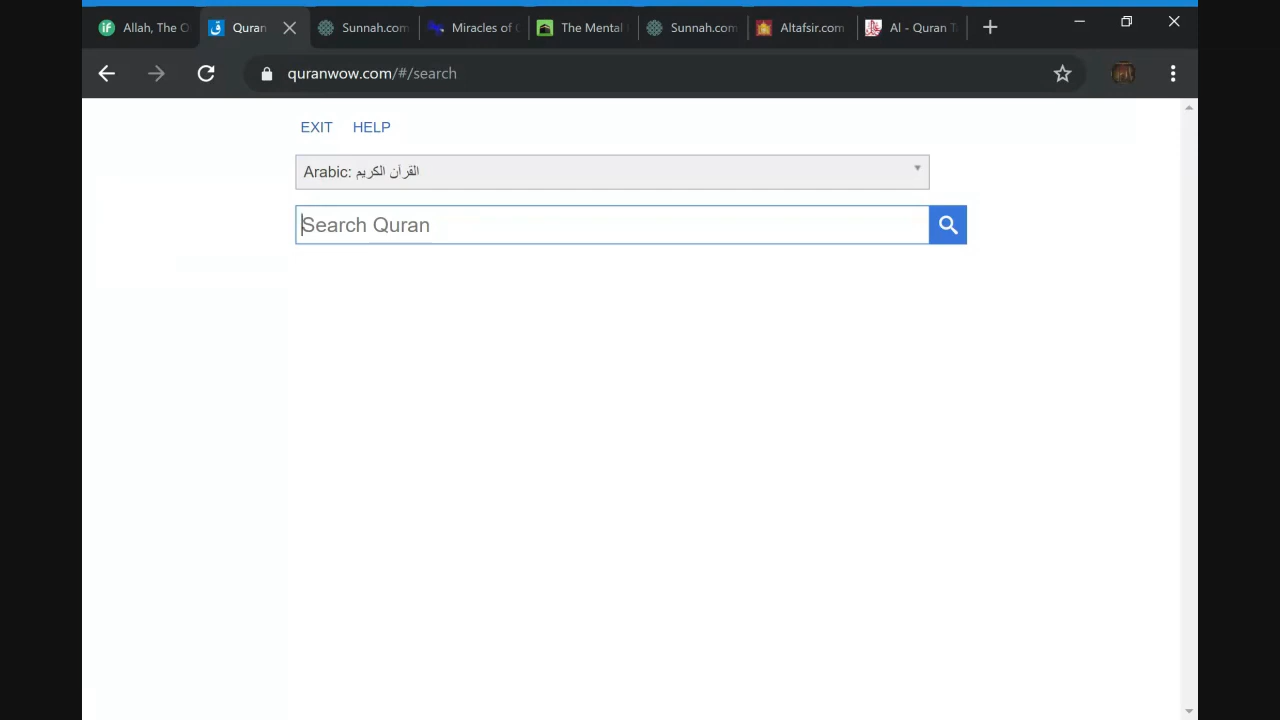 Allah, The O
Quran
Sunnah.com
Miracles of
The Mental
Sunnah.com
Altafsir.com
Al - Quran T
quranwow.com/#/search
EXIT HELP
Arabic: القرآن الكريم
Search Quran